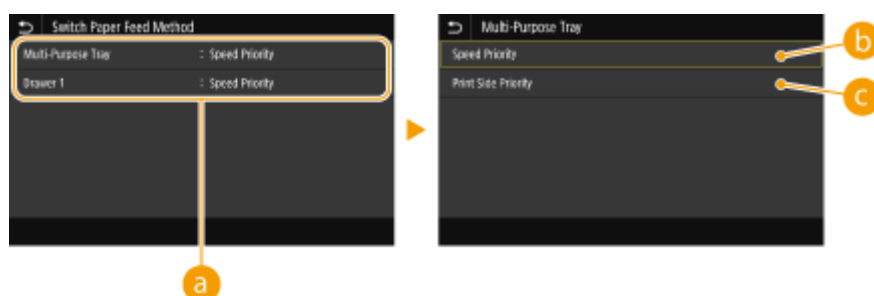 Switch Paper Feed Method
Multi-Purpose Tray : Speed Priority
Drawer 1 : Speed Priority
a
Multi-Purpose Tray
Speed Priority
Print Side Priority
b
c